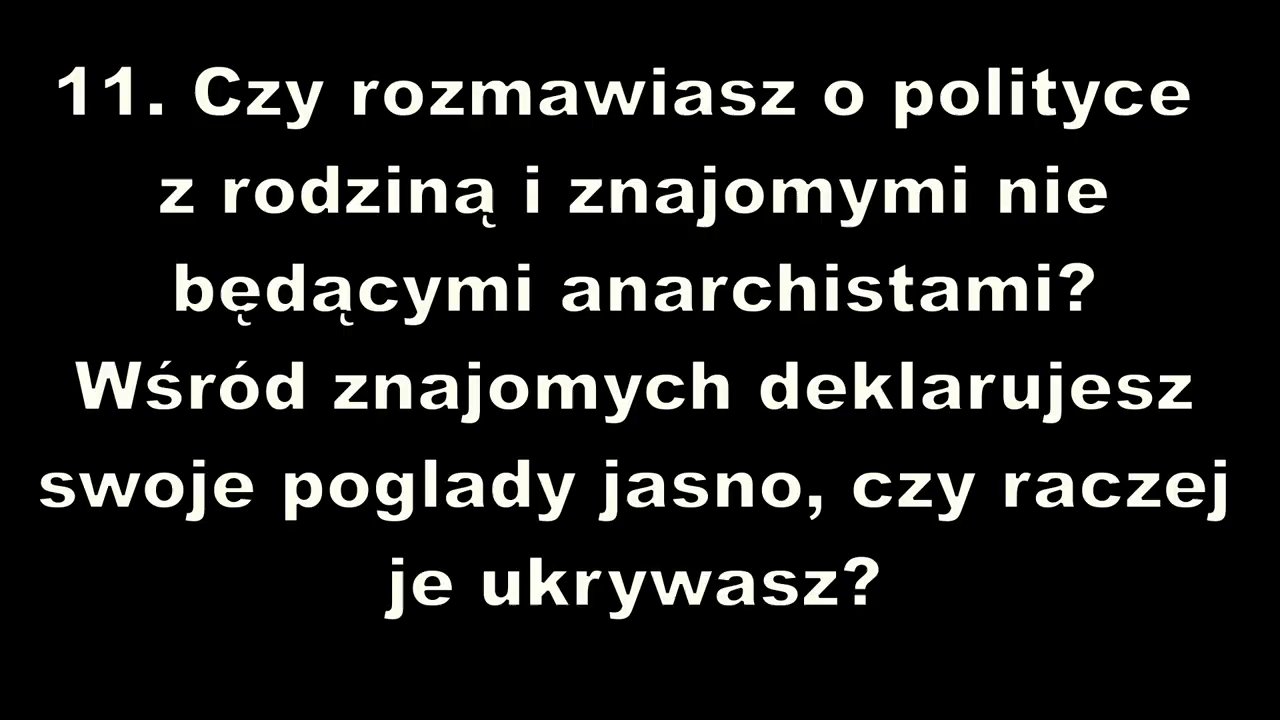 11. Czy rozmawiasz o polityce
z rodziną i znajomymi nie
będącymi anarchistami?
Wśród znajomych deklarujesz
swoje poglady jasno, czy raczej
je ukrywasz?